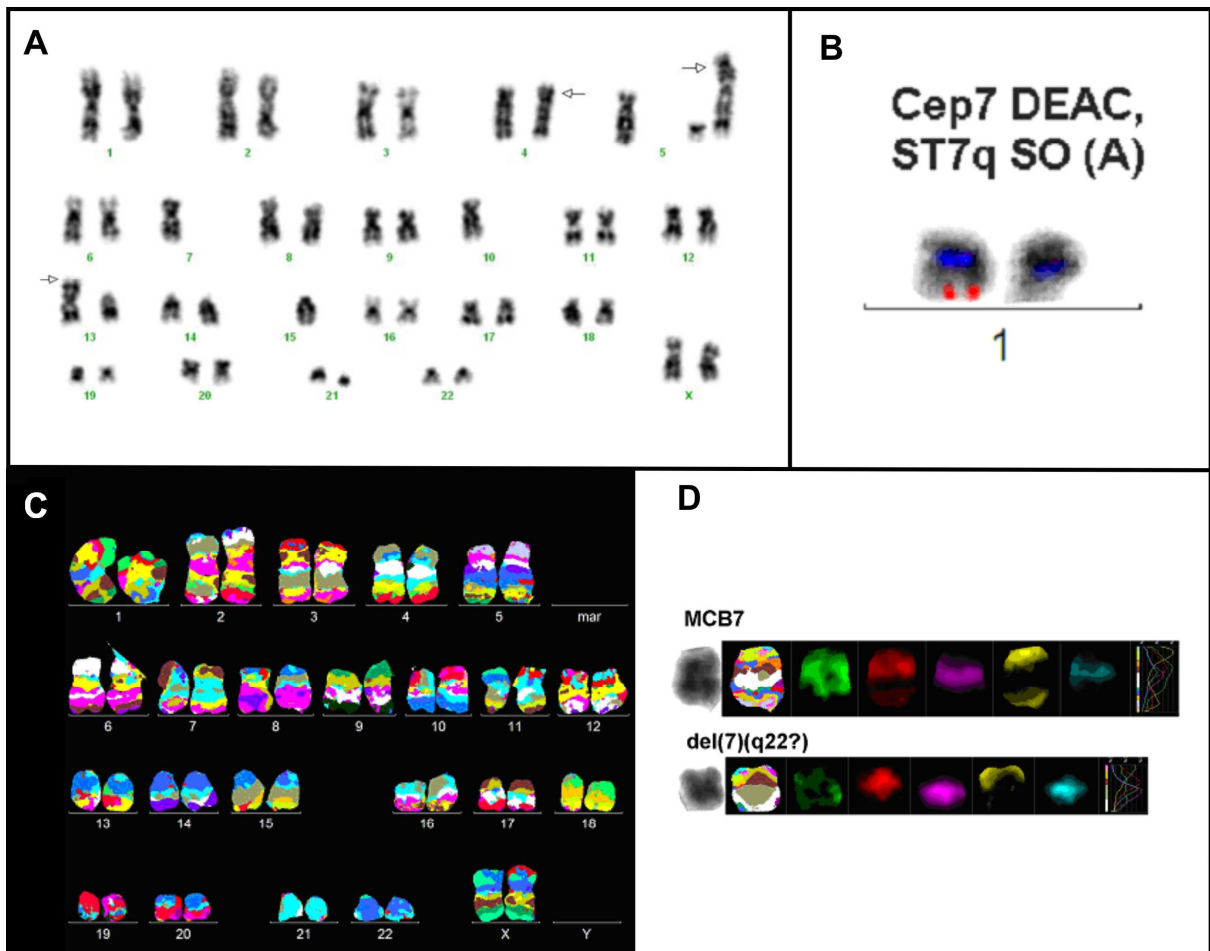 A
1 2 3 4 5
6 7 8 9 10 11 12
13 14 15 16 17 18
19 20 21 22 X
B
Cep7 DEAC,
ST7q SO (A)
1
C
1 2 3 4 5 mar
6 7 8 9 10 11 12
13 14 15 16 17 18
19 20 21 22 X Y
D
MCB7
del(7)(q22?)